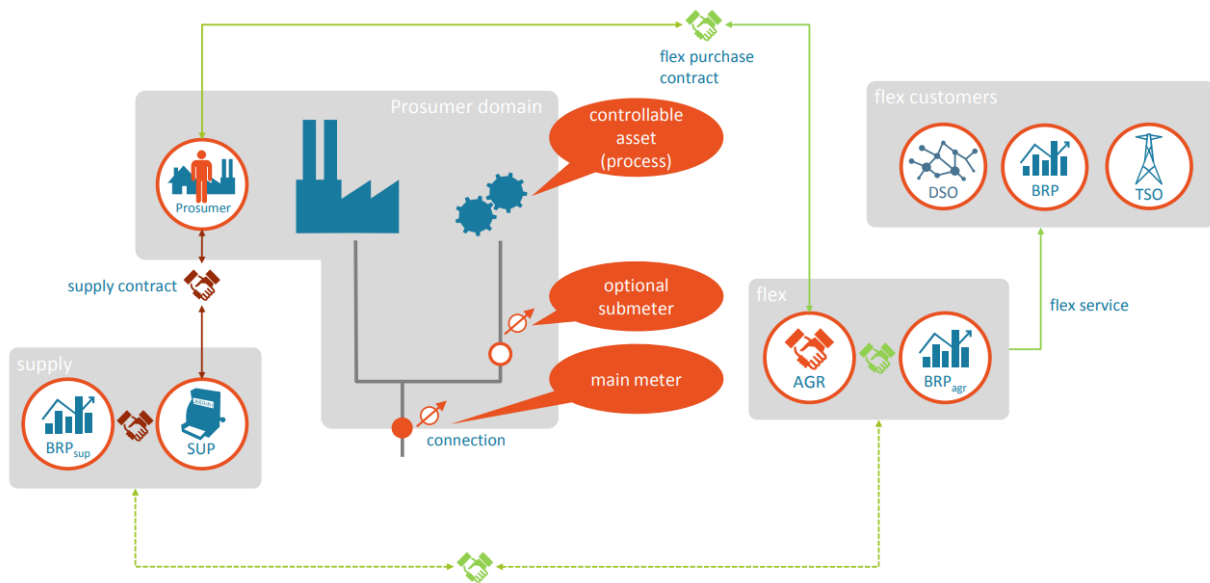 flex purchase
contract
Prosumer domain
controllable
asset
(process)
flex customers
DSO
BRP
TSO
Prosumer
supply contract
optional
submeter
flex
flex service
AGR
BRPagr
supply
main meter
connection
BRPsup
SUP